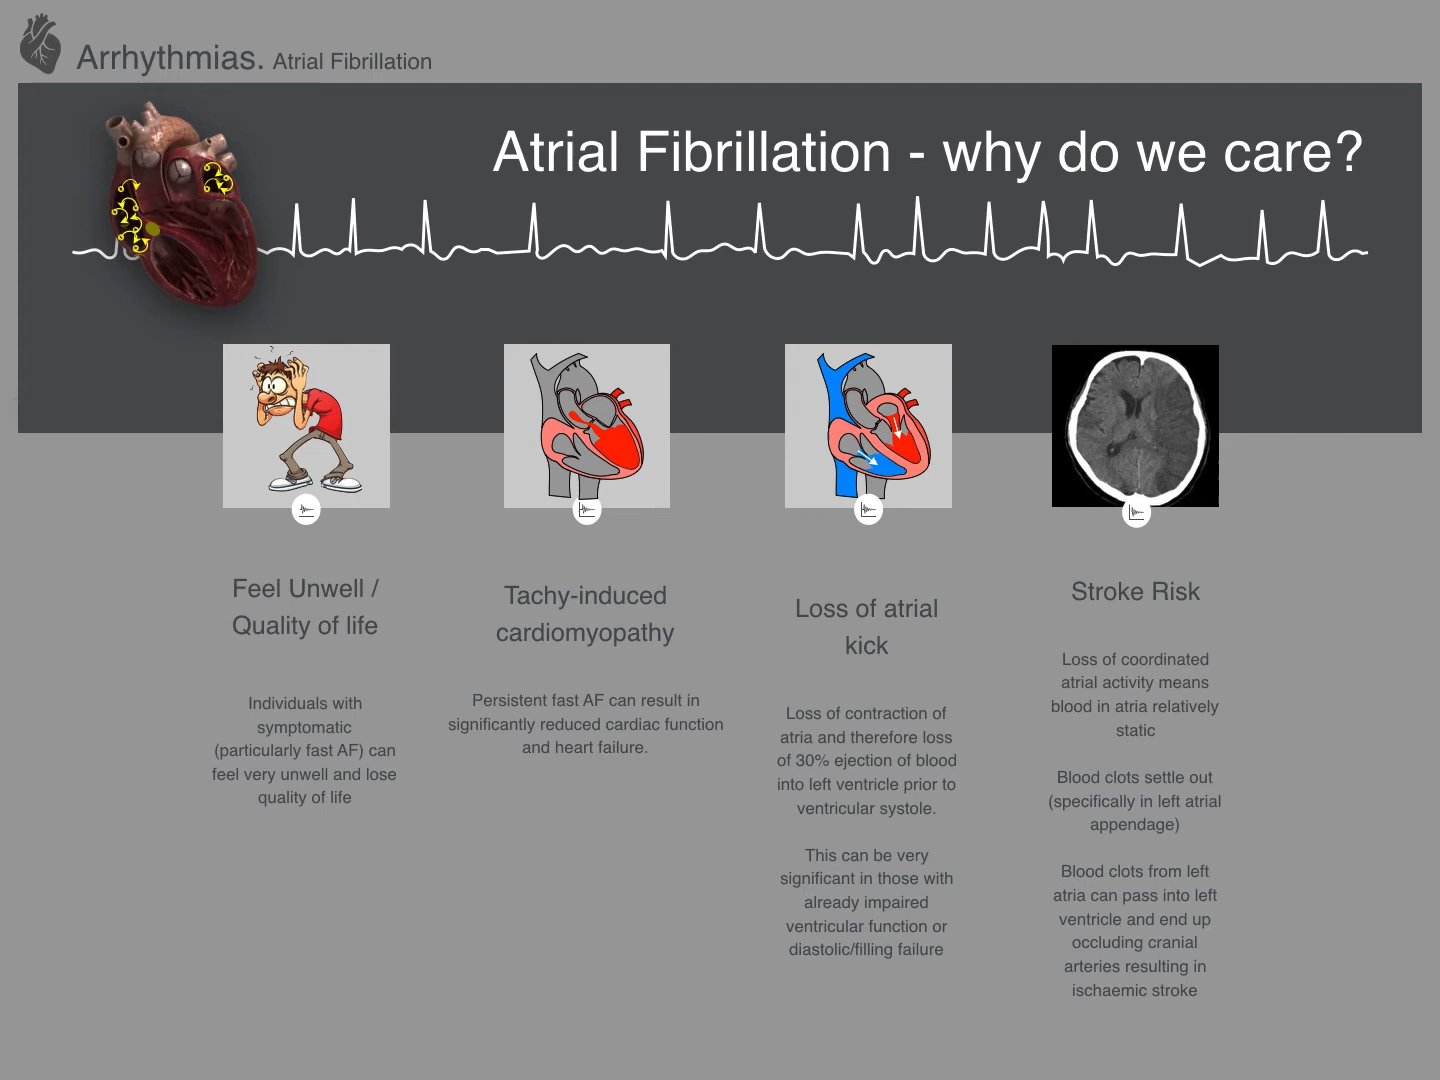 Arrhythmias. Atrial Fibrillation
Atrial Fibrillation - why do we care?
Feel Unwell /
Quality of life
Individuals with
symptomatic
(particularly fast AF) can
feel very unwell and lose
quality of life
Tachy-induced
cardiomyopathy
Persistent fast AF can result in
significantly reduced cardiac function
and heart failure.
Loss of atrial
kick
Loss of contraction of
atria and therefore loss
of 30% ejection of blood
into left ventricle prior to
ventricular systole.
This can be very
significant in those with
already impaired
ventricular function or
diastolic/filling failure
Stroke Risk
Loss of coordinated
atrial activity means
blood in atria relatively
static
Blood clots settle out
(specifically in left atrial
appendage)
Blood clots from left
atria can pass into left
ventricle and end up
occluding cranial
arteries resulting in
ischaemic stroke